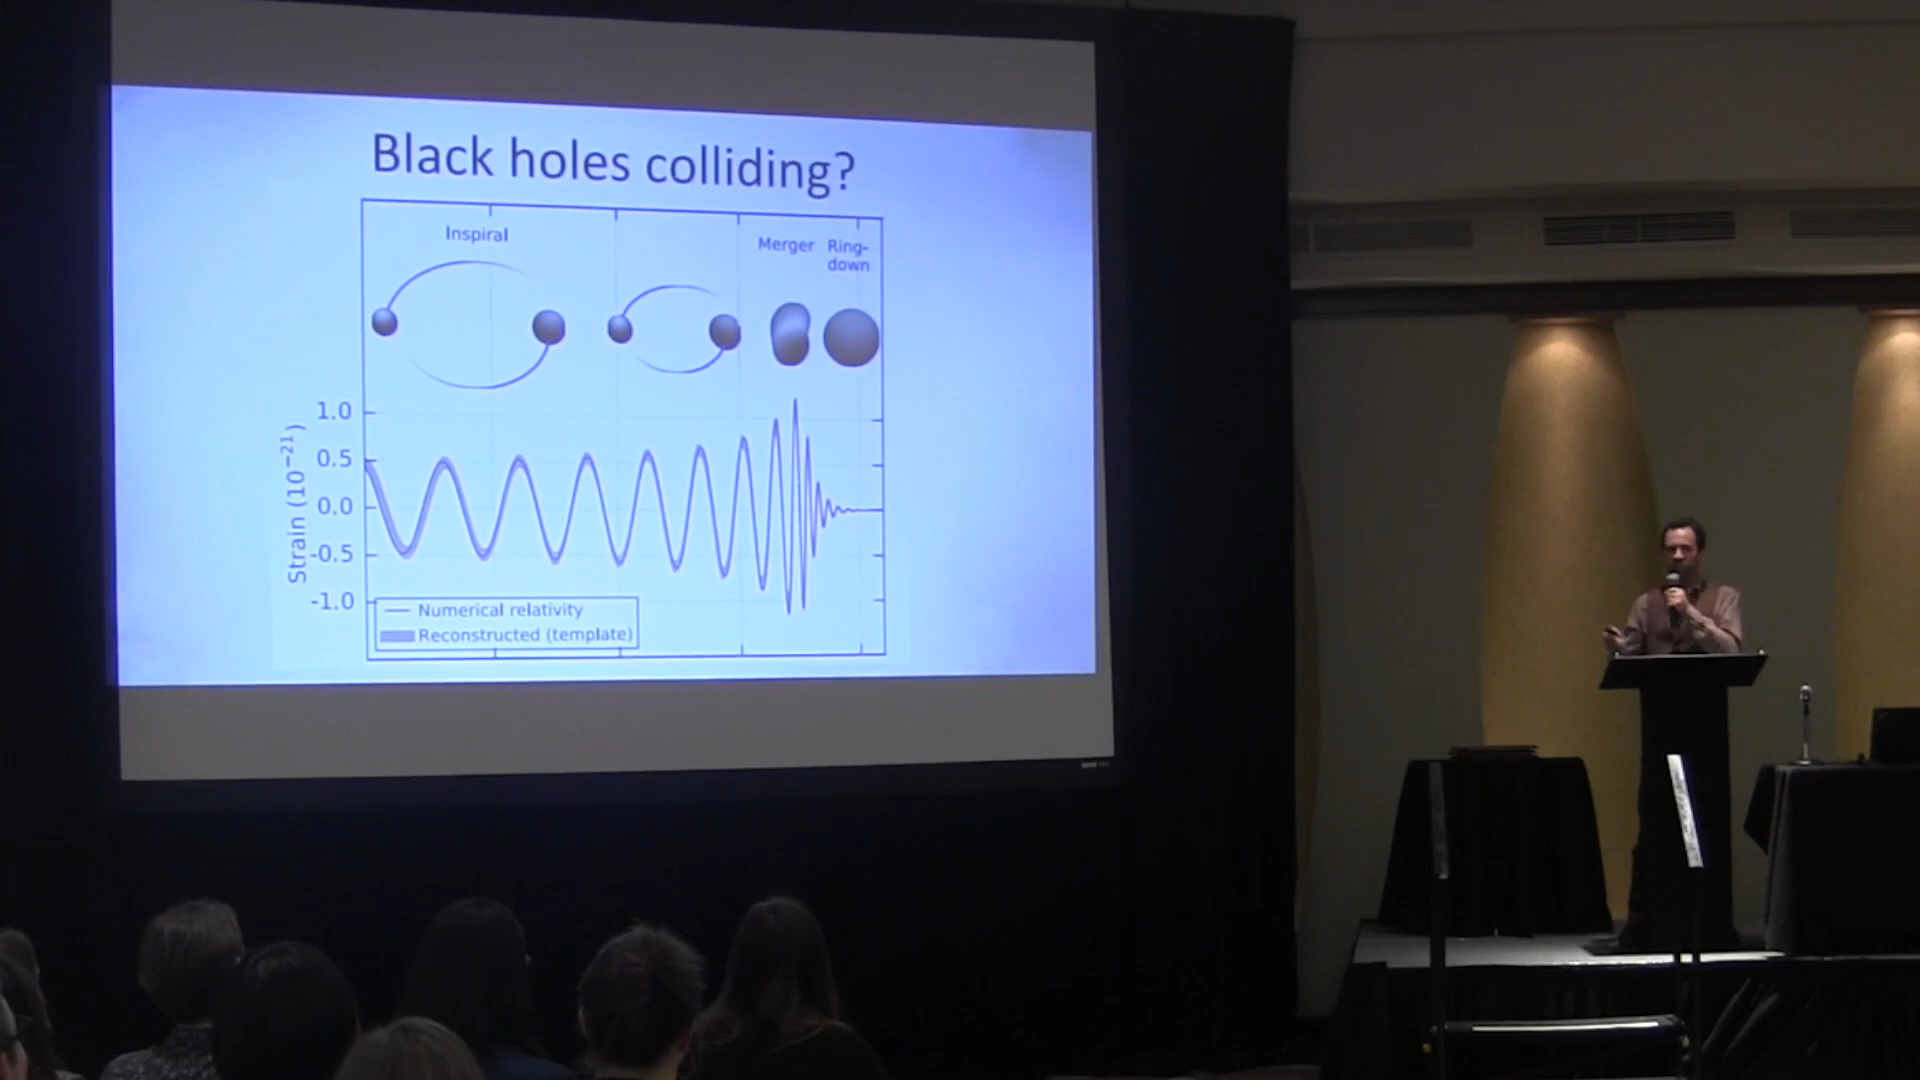 Black holes colliding?
Inspiral
Merger
Ring-
down
1.0
0.5
0.0
-0.5
-1.0
Strain (10⁻²¹)
Numerical relativity
Reconstructed (template)